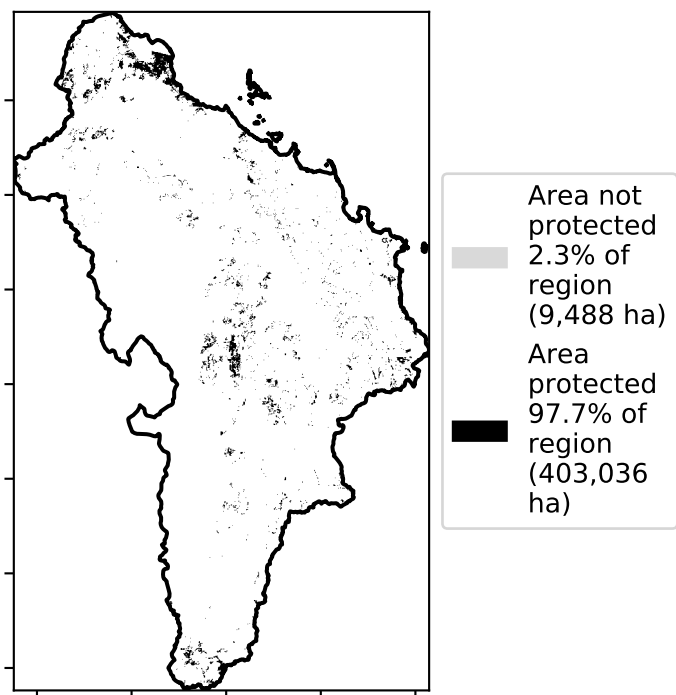 Area not
protected
2.3% of
region
(9,488 ha)
Area
protected
97.7% of
region
(403,036
ha)